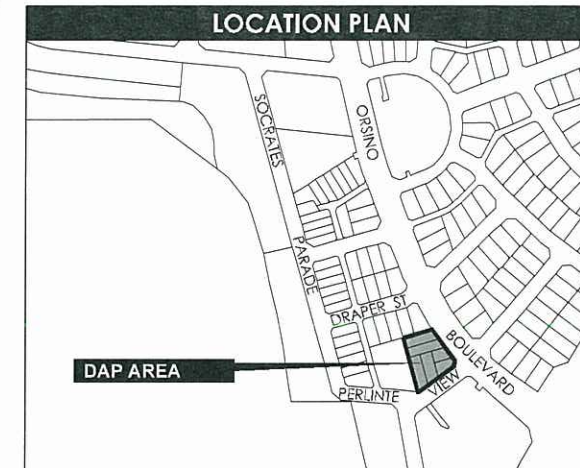 LOCATION PLAN
SOCRATES
PARADE
ORSINO
BOULEVARD
DRAPER ST
DAP AREA
PERLINTE
VIEW